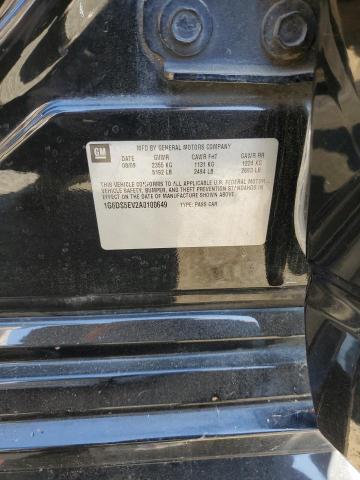 GM
MFD BY GENERAL MOTORS CORPORATION
DATE GVWR GAWR FRT GAWR RR
08/09 2355 KG 1131 KG 1224 KG
5192 LB 2494 LB LB
THIS VEHICLE CONFORMS TO ALL APPLICABLE U.S. FEDERAL MOTOR
VEHICLE SAFETY, BUMPER, AND THEFT PREVENTION STANDARDS IN
EFFECT ON THE DATE OF MANUFACTURE SHOWN ABOVE.
1G6DS5EV2A0100649 TYPE: PASS CAR